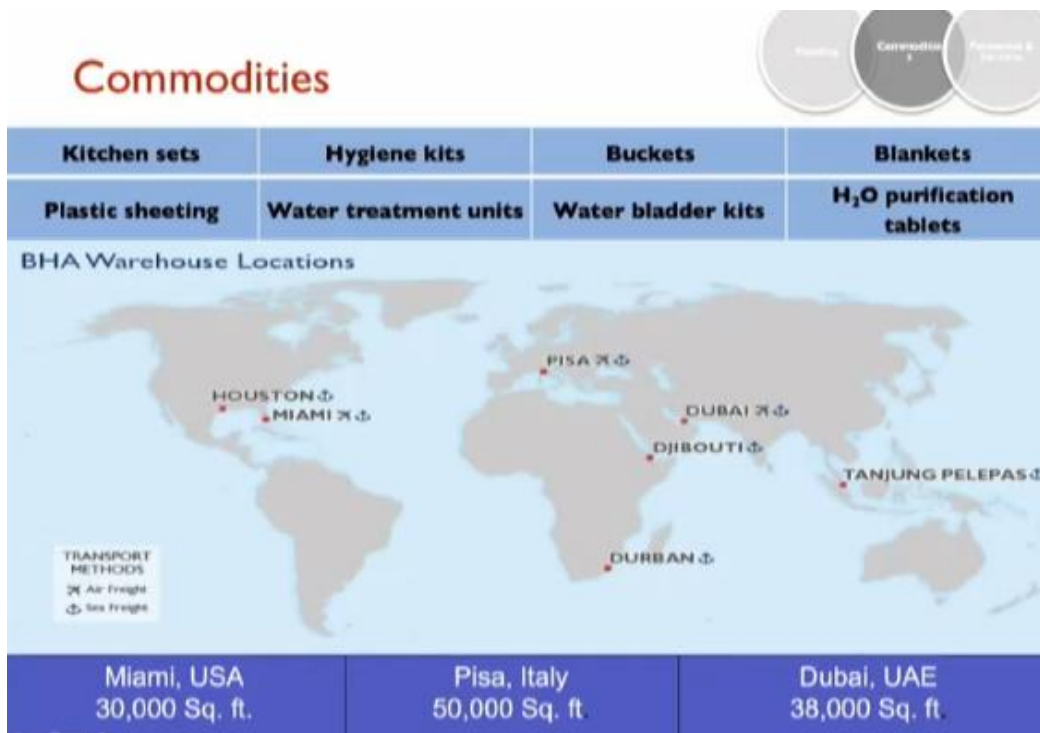 Commodities
Commoditie
s
Kitchen sets
Hygiene kits
Buckets
Blankets
Plastic sheeting
Water treatment units
Water bladder kits
H₂O purification
tablets
BHA Warehouse Locations
PISA
HOUSTON
MIAMI
DUBAI
DJIBOUTI
TANJUNG PELEPAS
DURBAN
TRANSPORT
METHODS
Air Freight
Sea Freight
Miami, USA
30,000 Sq. ft.
Pisa, Italy
50,000 Sq. ft.
Dubai, UAE
38,000 Sq. ft.